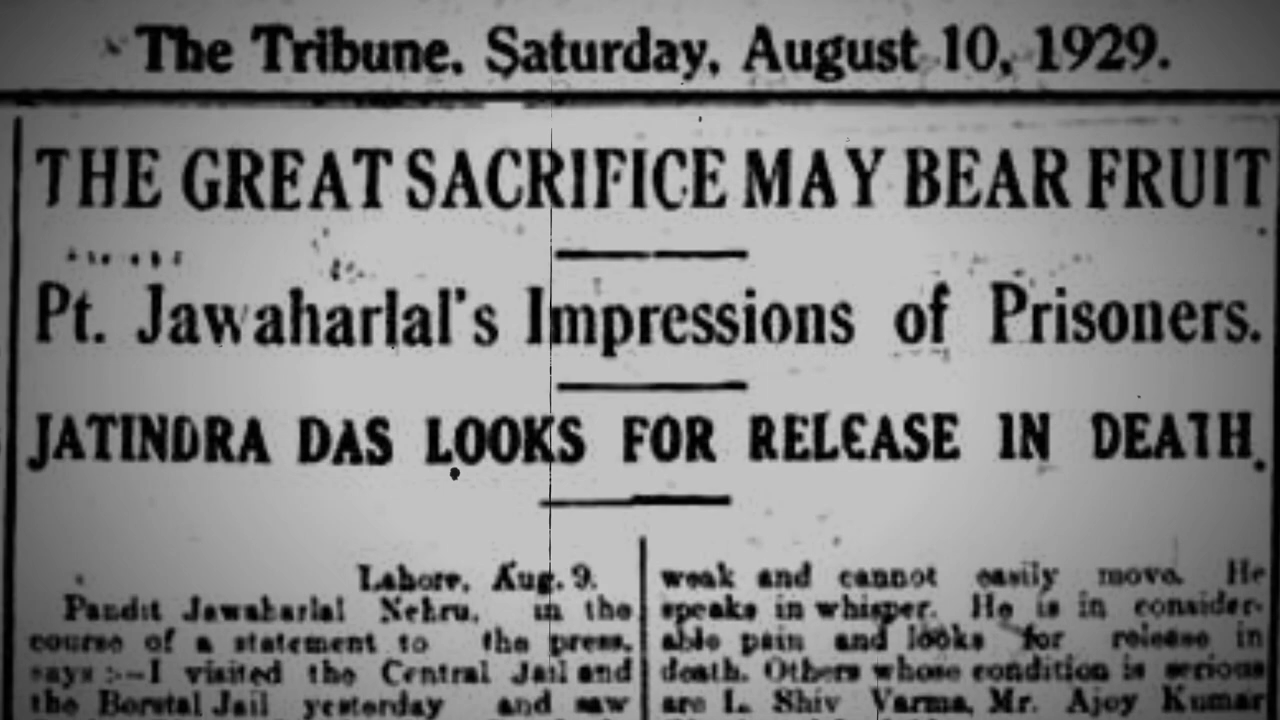 The Tribune, Saturday, August 10, 1929.
THE GREAT SACRIFICE MAY BEAR FRUIT
Pt. Jawaharlal's Impressions of Prisoners.
JATINDRA DAS LOOKS FOR RELEASE IN DEATH.
Lahore, Aug. 9.
Pandit Jawaharlal Nehru, in the
course of a statement to the press,
says :—I visited the Central Jail and
the Borstal Jail yesterday and saw
weak and cannot easily move. He
speaks in whisper. He is in consider-
able pain and looks for release in
death. Others whose condition is serious
are L. Shiv Varma, Mr. Ajoy Kumar